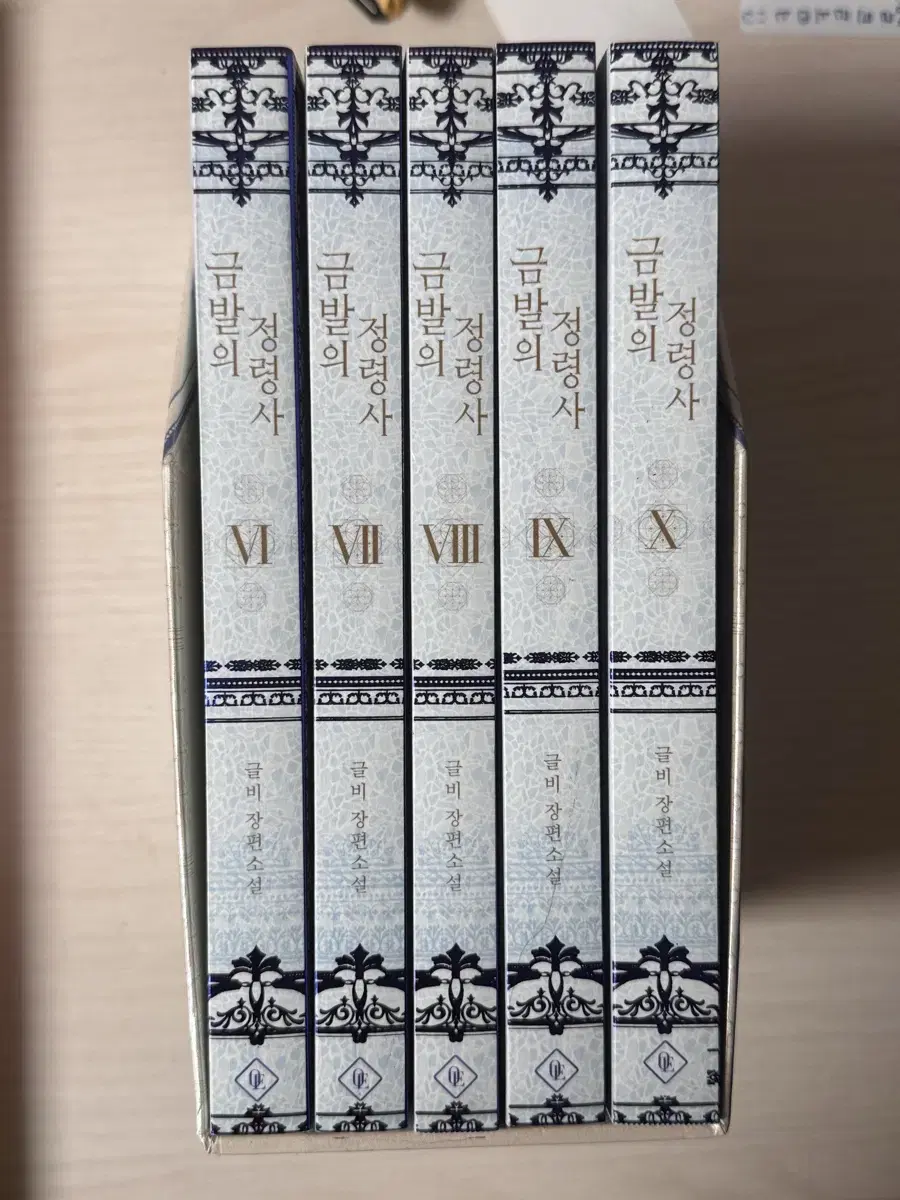 금발의
정령사
VI
글비 장편소설
금발의
정령사
VII
글비 장편소설
금발의
정령사
VIII
글비 장편소설
금발의
정령사
IX
글비 장편소설
금발의
정령사
X
글비 장편소설